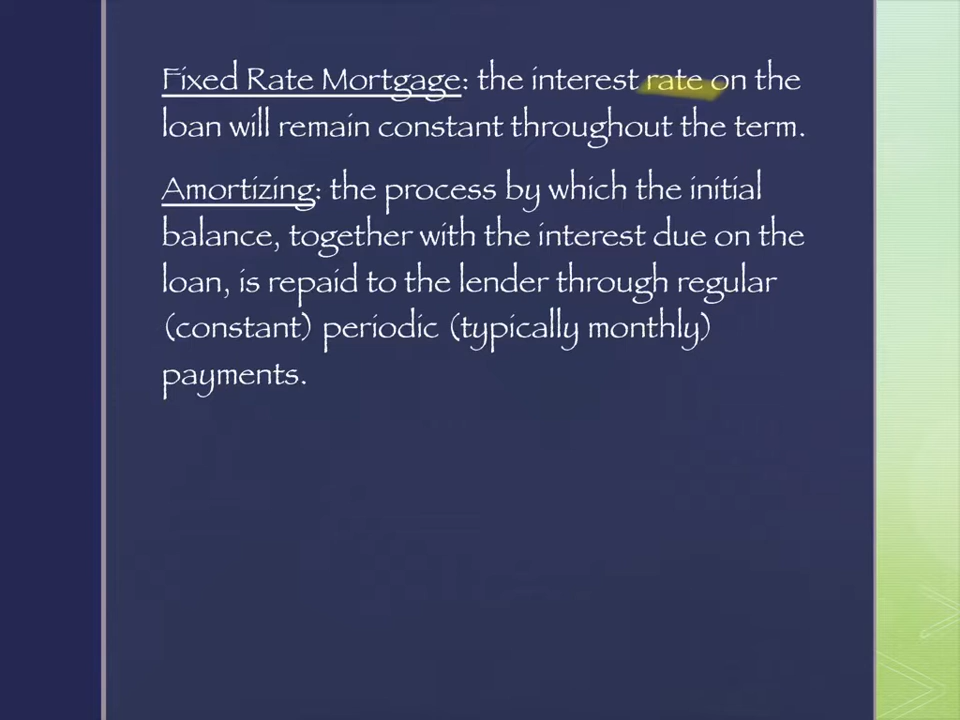 Fixed Rate Mortgage: the interest rate on the
loan will remain constant throughout the term.
Amortizing: the process by which the initial
balance, together with the interest due on the
loan, is repaid to the lender through regular
(constant) periodic (typically monthly)
payments.